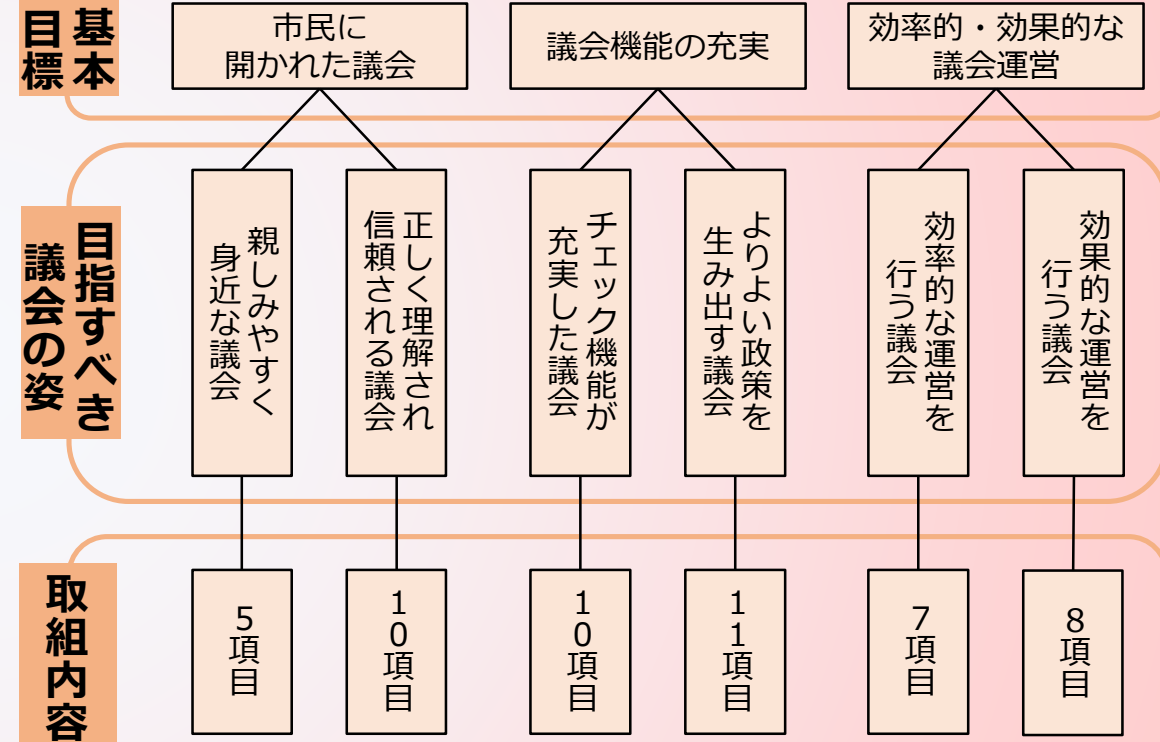 基本
目標
市民に
開かれた議会
議会機能の充実
効率的・効果的な
議会運営
目指すべき
議会の姿
親しみやすく
身近な議会
正しく理解され
信頼される議会
チェック機能が
充実した議会
よりよい政策を
生み出す議会
効率的な運営を
行う議会
効果的な運営を
行う議会
取組内容
5項目
10項目
10項目
11項目
7項目
8項目